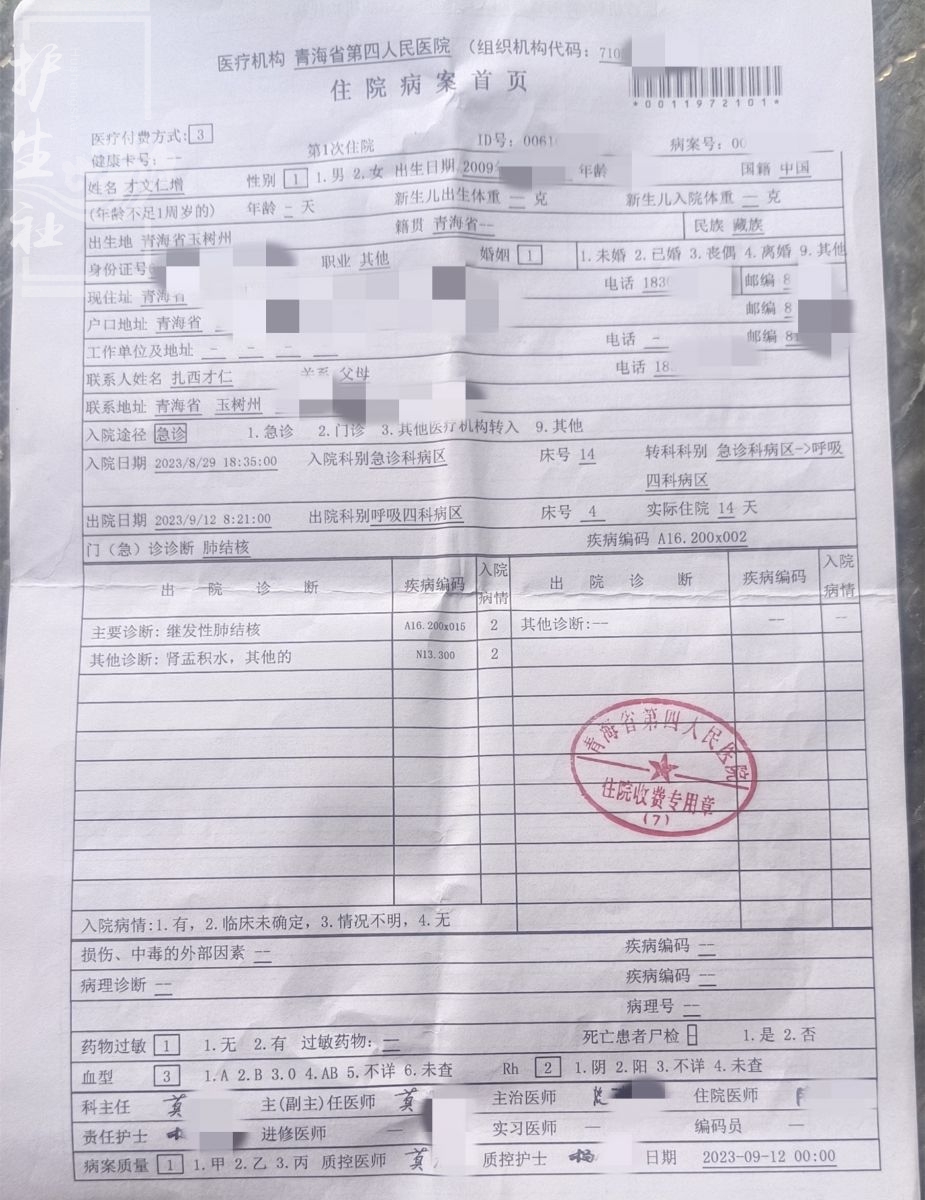 护生社
医疗机构 青海省第四人民医院 (组织机构代码: 710
住院病案首页
*0011972101*
医疗付费方式: 3
健康卡号: -- 第1次住院 ID号: 0061 病案号: 00
姓名 才文仁增 性别 1 1.男 2.女 出生日期 2009 年龄 国籍 中国
(年龄不足1周岁的) 年龄 - 天 新生儿出生体重 -- 克 新生儿入院体重 -- 克
出生地 青海省玉树州 籍贯 青海省-- 民族 藏族
身份证号 职业 其他 婚姻 1 1.未婚 2.已婚 3.丧偶 4.离婚 9.其他
现住址 青海省 电话 183 邮编 8
户口地址 青海省 邮编 8
工作单位及地址 - - - - 电话 - 邮编 81
联系人姓名 扎西才仁 关系 父母 电话 18
联系地址 青海省 玉树州
入院途径 急诊 1.急诊 2.门诊 3.其他医疗机构转入 9.其他
入院日期 2023/8/29 18:35:00 入院科别 急诊科病区 床号 14 转科科别 急诊科病区->呼吸
四科病区
出院日期 2023/9/12 8:21:00 出院科别 呼吸四科病区 床号 4 实际住院 14 天
门(急)诊诊断 肺结核 疾病编码 A16.200x002
出院诊断 疾病编码 入院病情 出院诊断 疾病编码 入院病情
主要诊断: 继发性肺结核 A16.200x015 2 其他诊断:-- -- --
其他诊断: 肾盂积水, 其他的 N13.300 2
青海省第四人民医院
住院收费专用章
(7)
入院病情:1.有, 2.临床未确定, 3.情况不明, 4.无
损伤、中毒的外部因素 -- 疾病编码 --
病理诊断 -- 疾病编码 --
病理号 --
药物过敏 1 1.无 2.有 过敏药物: -- 死亡患者尸检 1.是 2.否
血型 3 1.A 2.B 3.O 4.AB 5.不详 6.未查 Rh 2 1.阴 2.阳 3.不详 4.未查
科主任 莫 主(副主)任医师 莫 主治医师 住院医师
责任护士 进修医师 — 实习医师 — 编码员 —
病案质量 1 1.甲 2.乙 3.丙 质控医师 莫 质控护士 杨 日期 2023-09-12 00:00